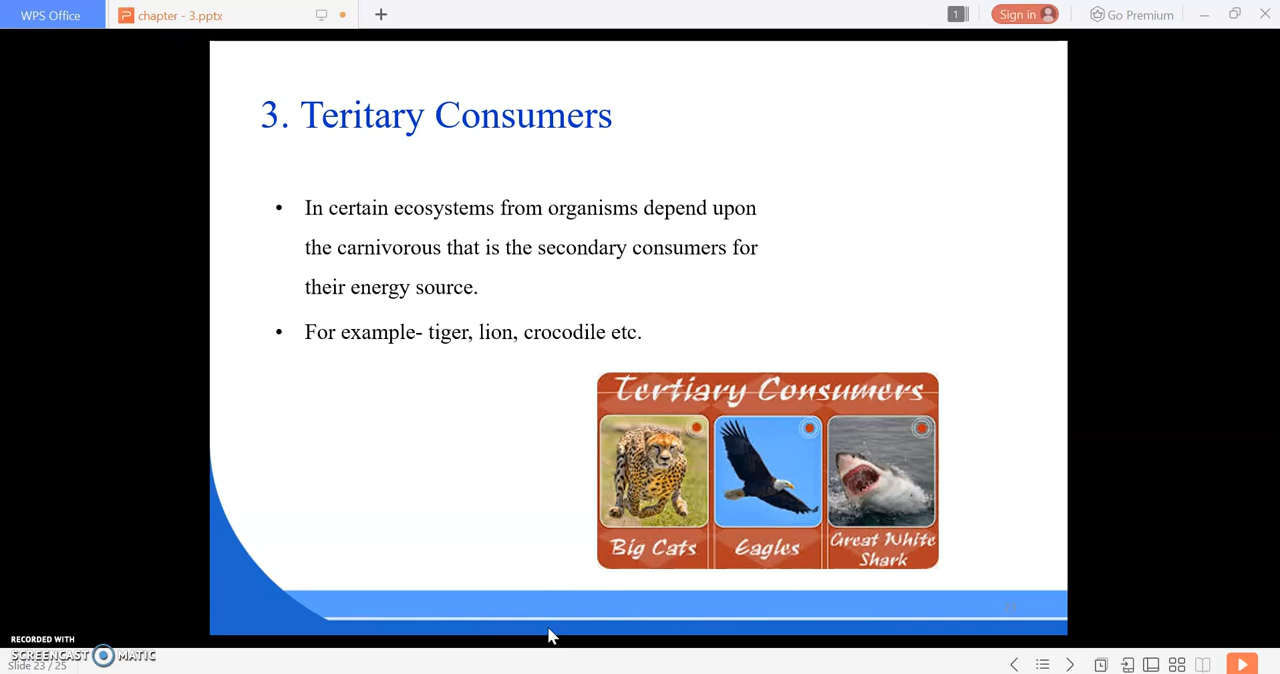 WPS Office
chapter - 3.pptx
1
Sign in
Go Premium
3. Teritary Consumers
• In certain ecosystems from organisms depend upon
the carnivorous that is the secondary consumers for
their energy source.
• For example- tiger, lion, crocodile etc.
Tertiary Consumers
Big Cats
Eagles
Great White
Shark
RECORDED WITH
SCREENCAST MATIC
Slide 23 / 25